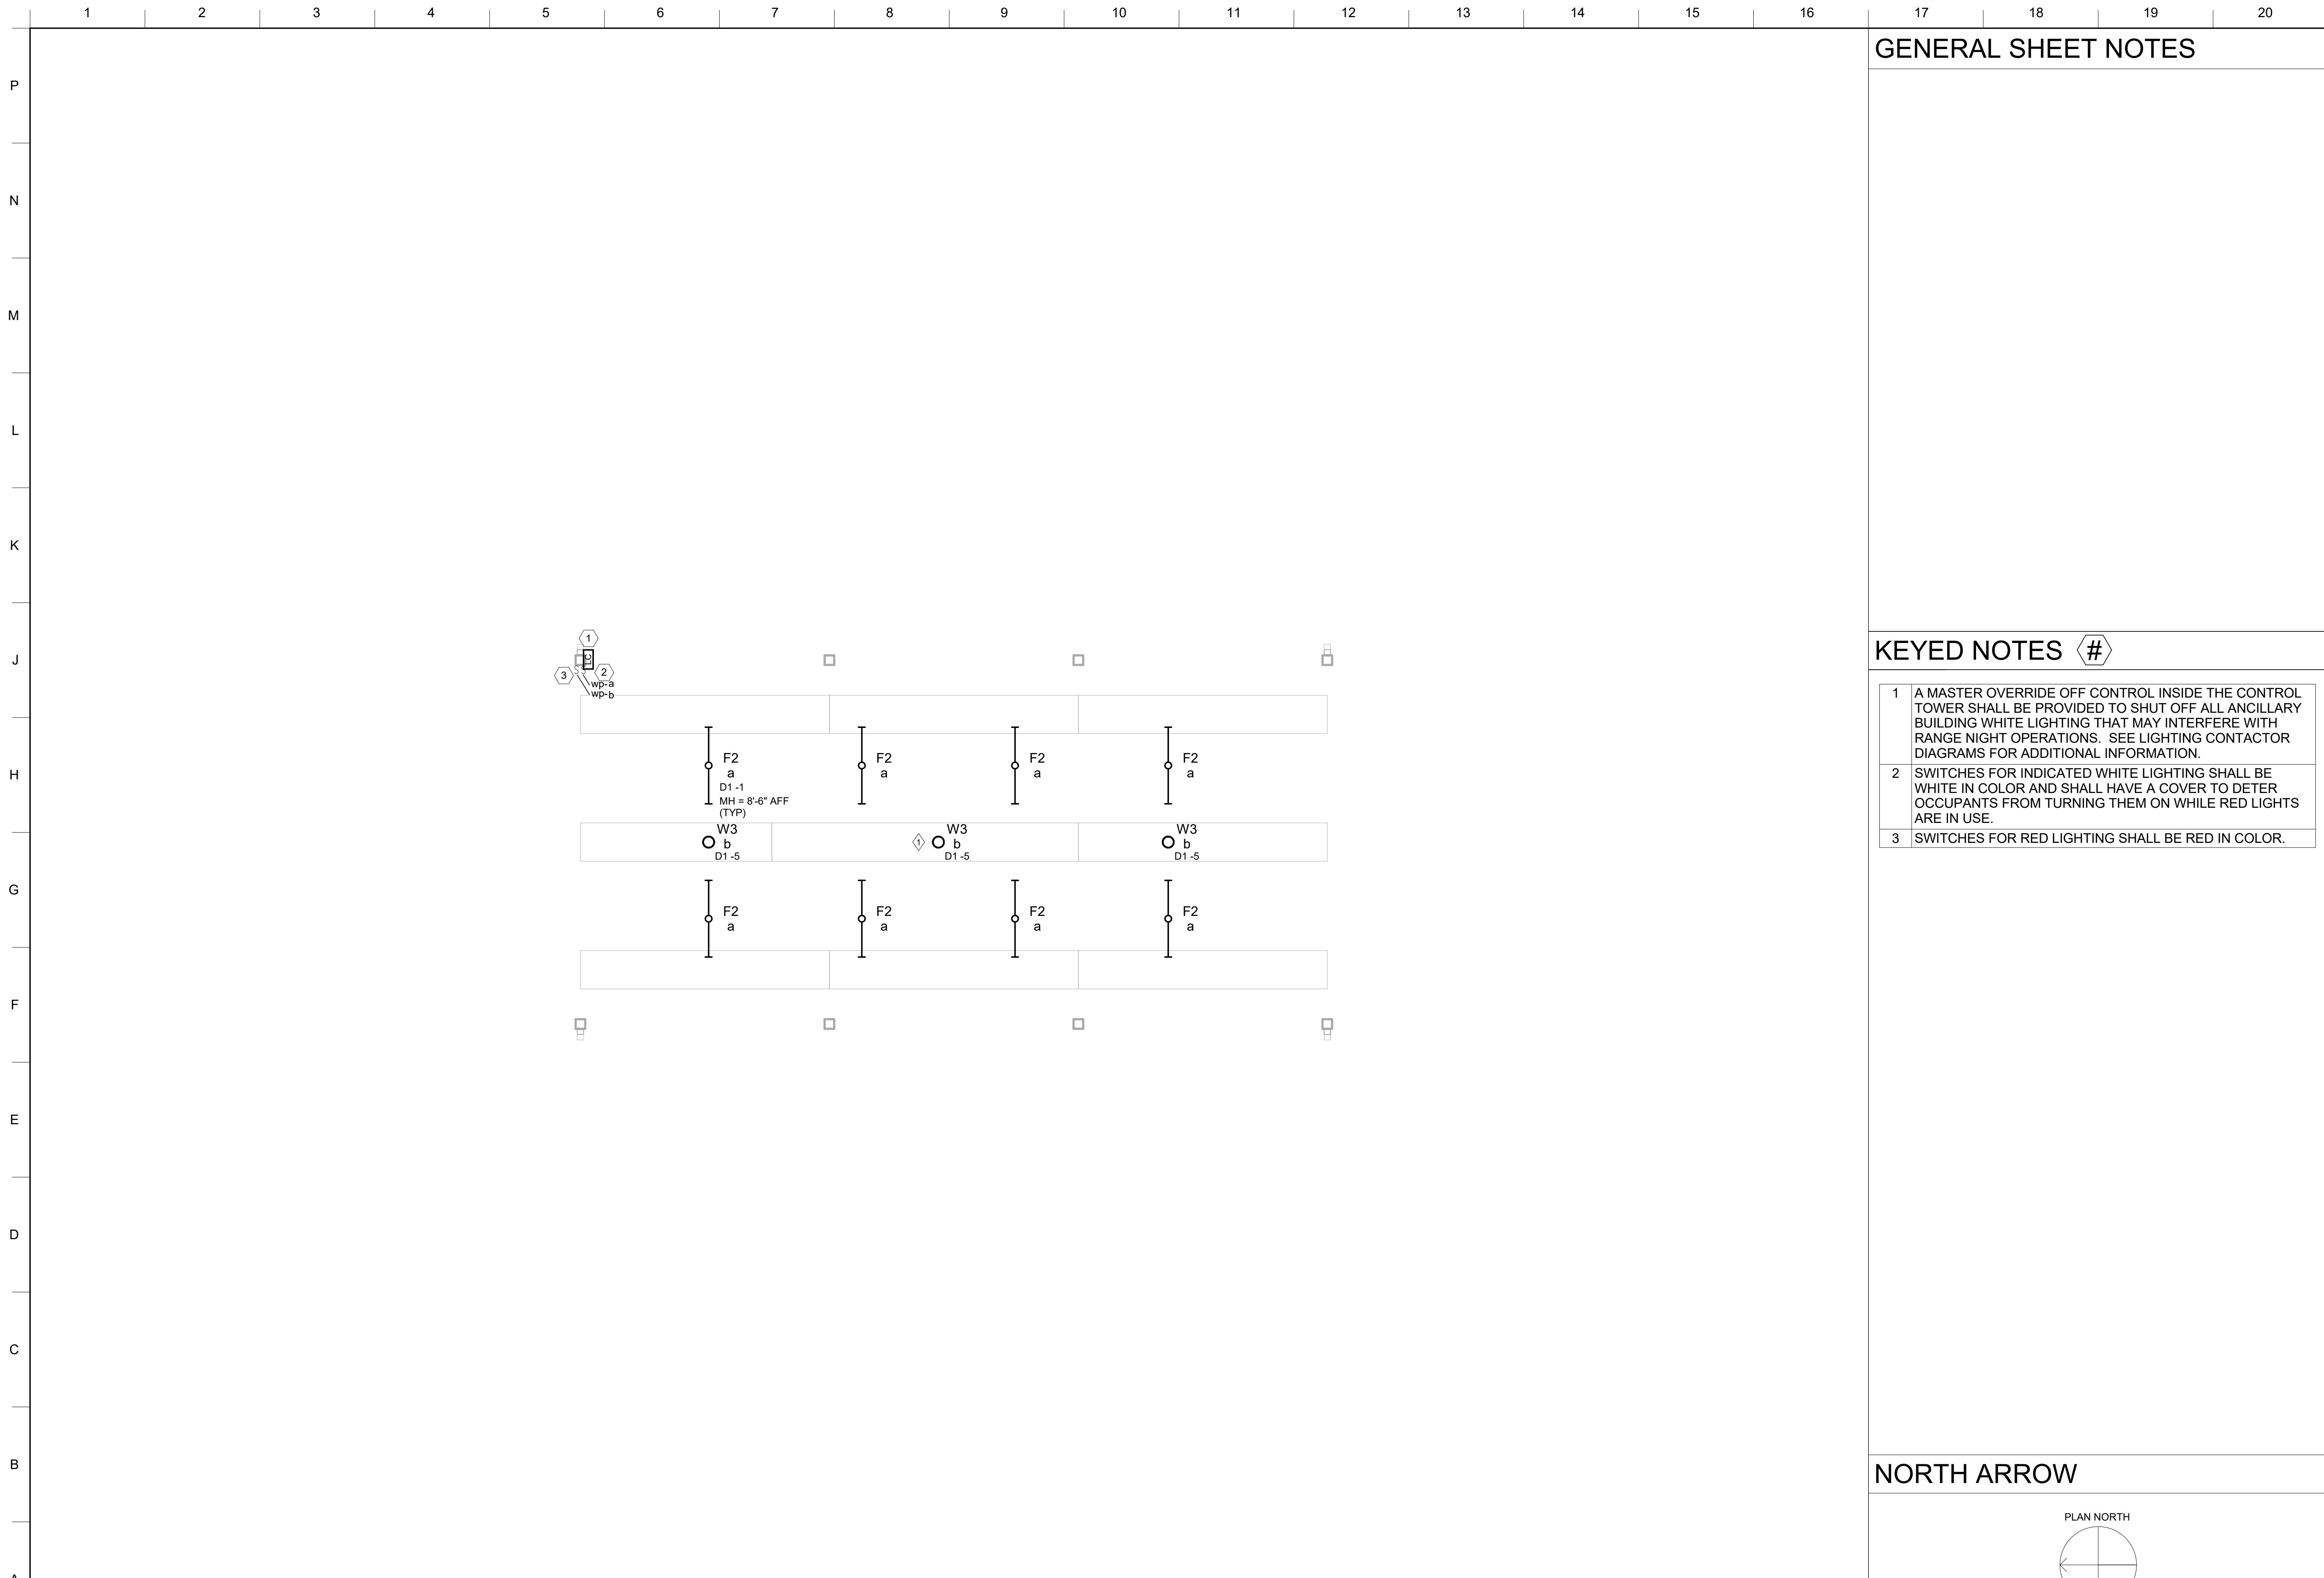 1 2 3 4 5 6 7 8 9 10 11 12 13 14 15 16 17 18 19 20
P
N
M
L
K
J
H
G
F
E
D
C
B
A
1
LC
3
2
wp-a
wp-b
F2 F2 F2 F2
a a a a
D1 -1
MH = 8'-6" AFF
(TYP)
W3 W3 W3
b 1 b b
D1 -5 D1 -5 D1 -5
F2 F2 F2 F2
a a a a
GENERAL SHEET NOTES
KEYED NOTES #
1 A MASTER OVERRIDE OFF CONTROL INSIDE THE CONTROL
TOWER SHALL BE PROVIDED TO SHUT OFF ALL ANCILLARY
BUILDING WHITE LIGHTING THAT MAY INTERFERE WITH
RANGE NIGHT OPERATIONS. SEE LIGHTING CONTACTOR
DIAGRAMS FOR ADDITIONAL INFORMATION.
2 SWITCHES FOR INDICATED WHITE LIGHTING SHALL BE
WHITE IN COLOR AND SHALL HAVE A COVER TO DETER
OCCUPANTS FROM TURNING THEM ON WHILE RED LIGHTS
ARE IN USE.
3 SWITCHES FOR RED LIGHTING SHALL BE RED IN COLOR.
NORTH ARROW
PLAN NORTH